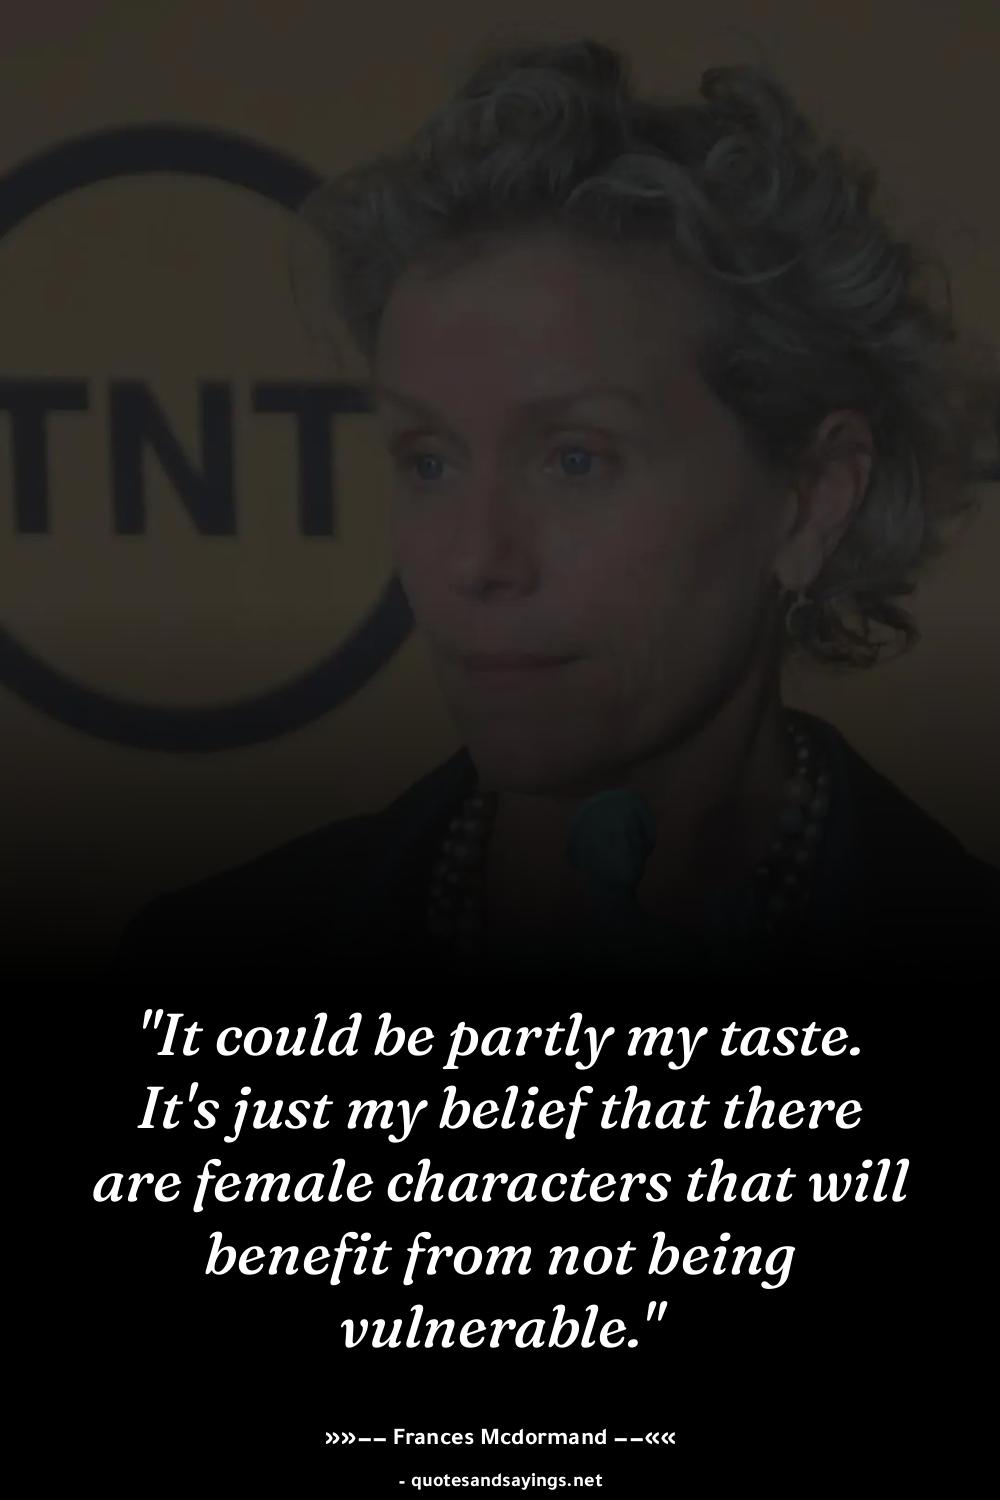 TNT
"It could be partly my taste.
It's just my belief that there
are female characters that will
benefit from not being
vulnerable."
»»−− Frances Mcdormand −−««
- quotesandsayings.net